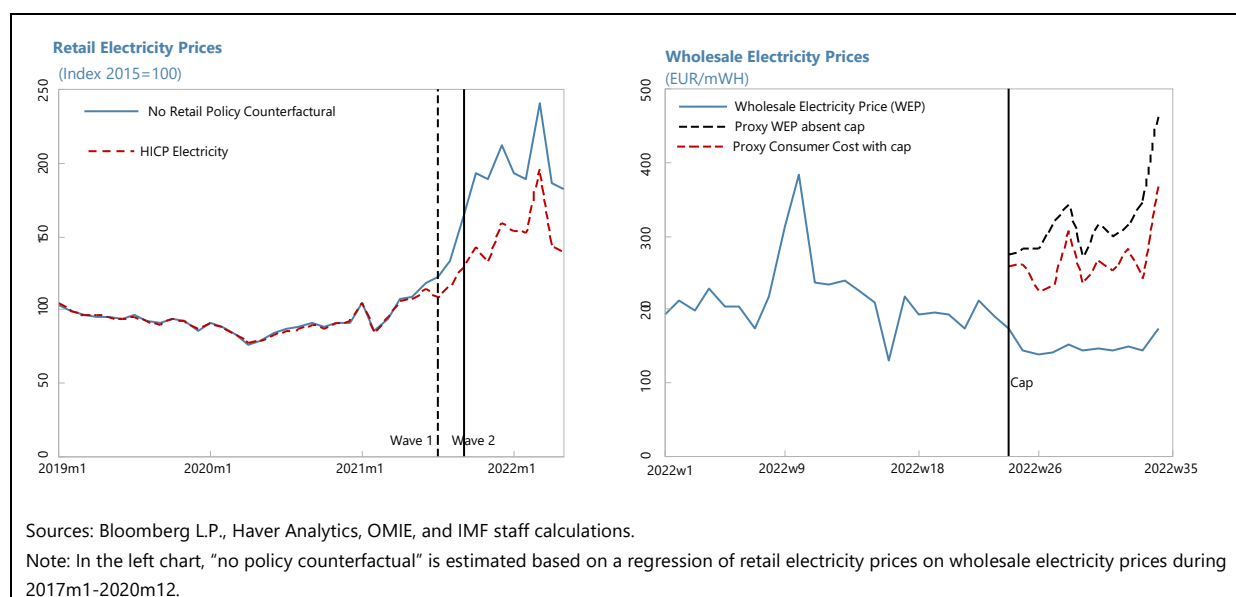 Retail Electricity Prices
(Index 2015=100)
250
200
150
100
50
0
No Retail Policy Counterfactural
HICP Electricity
Wave 1
Wave 2
2019m1
2020m1
2021m1
2022m1
Wholesale Electricity Prices
(EUR/mWH)
500
400
300
200
100
0
Wholesale Electricity Price (WEP)
Proxy WEP absent cap
Proxy Consumer Cost with cap
Cap
2022w1
2022w9
2022w18
2022w26
2022w35
Sources: Bloomberg L.P., Haver Analytics, OMIE, and IMF staff calculations.
Note: In the left chart, “no policy counterfactual” is estimated based on a regression of retail electricity prices on wholesale electricity prices during
2017m1-2020m12.